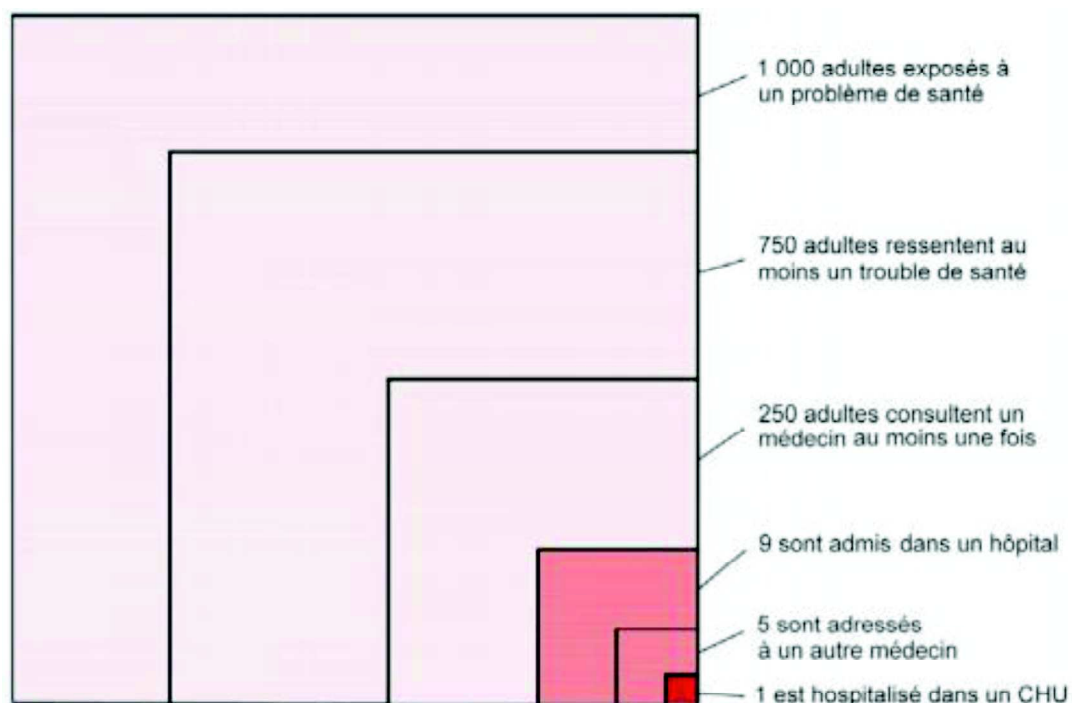 1 000 adultes exposés à
un problème de santé
750 adultes ressentent au
moins un trouble de santé
250 adultes consultent un
médecin au moins une fois
9 sont admis dans un hôpital
5 sont adressés
à un autre médecin
1 est hospitalisé dans un CHU